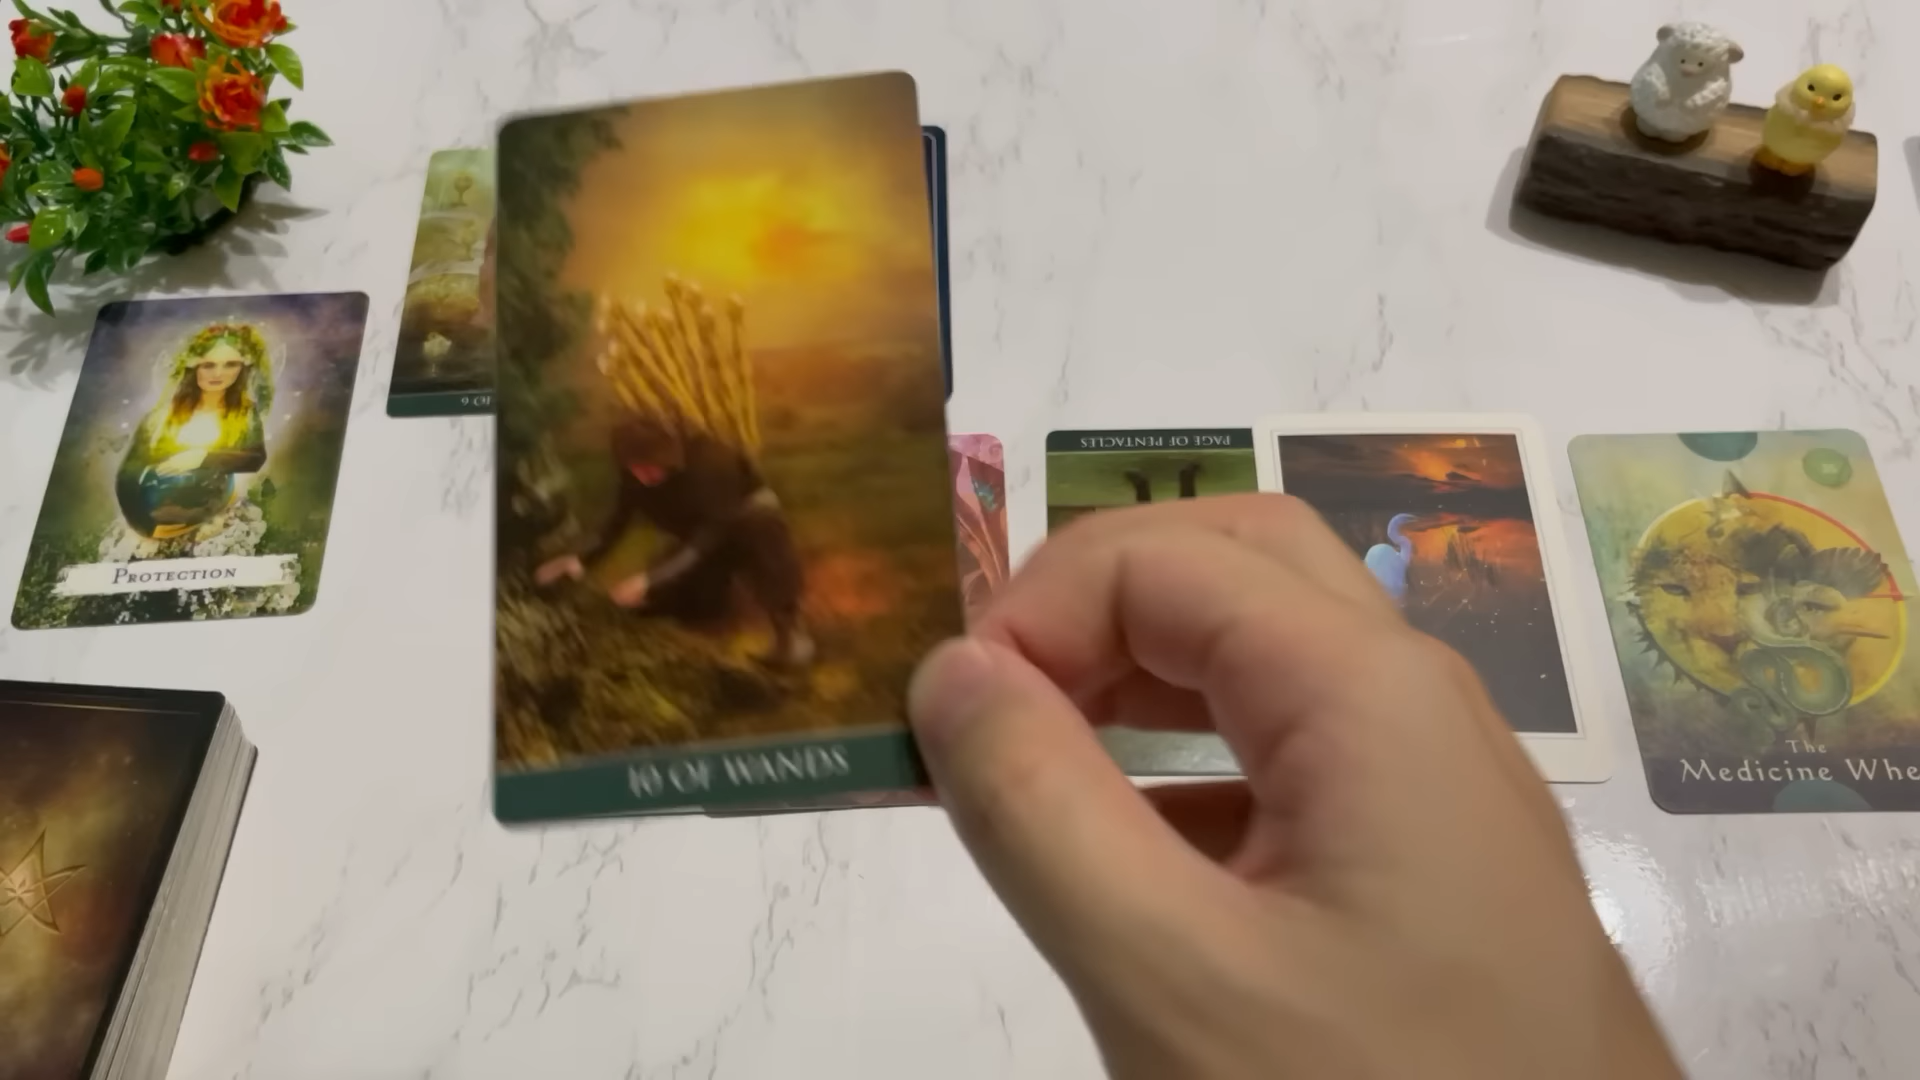 PROTECTION
10 OF WANDS
PAGE OF PENTACLES
The
Medicine Whe